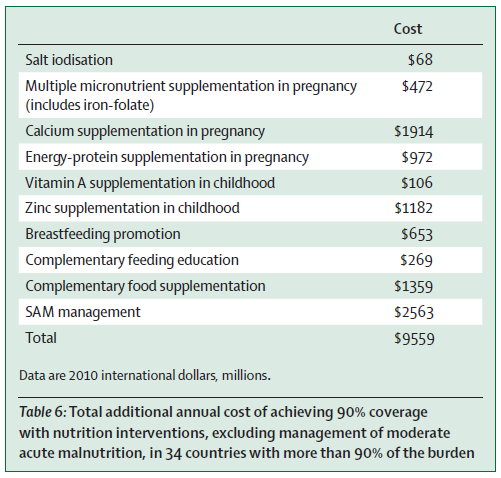 Cost
Salt iodisation $68
Multiple micronutrient supplementation in pregnancy $472
(includes iron-folate)
Calcium supplementation in pregnancy $1914
Energy-protein supplementation in pregnancy $972
Vitamin A supplementation in childhood $106
Zinc supplementation in childhood $1182
Breastfeeding promotion $653
Complementary feeding education $269
Complementary food supplementation $1359
SAM management $2563
Total $9559
Data are 2010 international dollars, millions.
Table 6: Total additional annual cost of achieving 90% coverage
with nutrition interventions, excluding management of moderate
acute malnutrition, in 34 countries with more than 90% of the burden